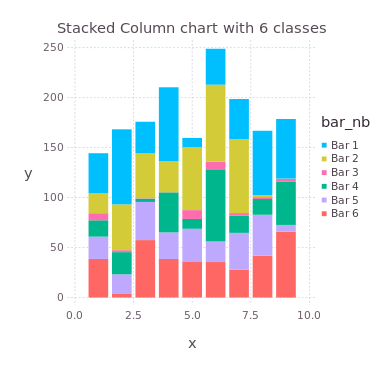 Stacked Column chart with 6 classes
250
200
150
100
50
0
y
0.0 2.5 5.0 7.5 10.0
x
bar_nb
Bar 1
Bar 2
Bar 3
Bar 4
Bar 5
Bar 6